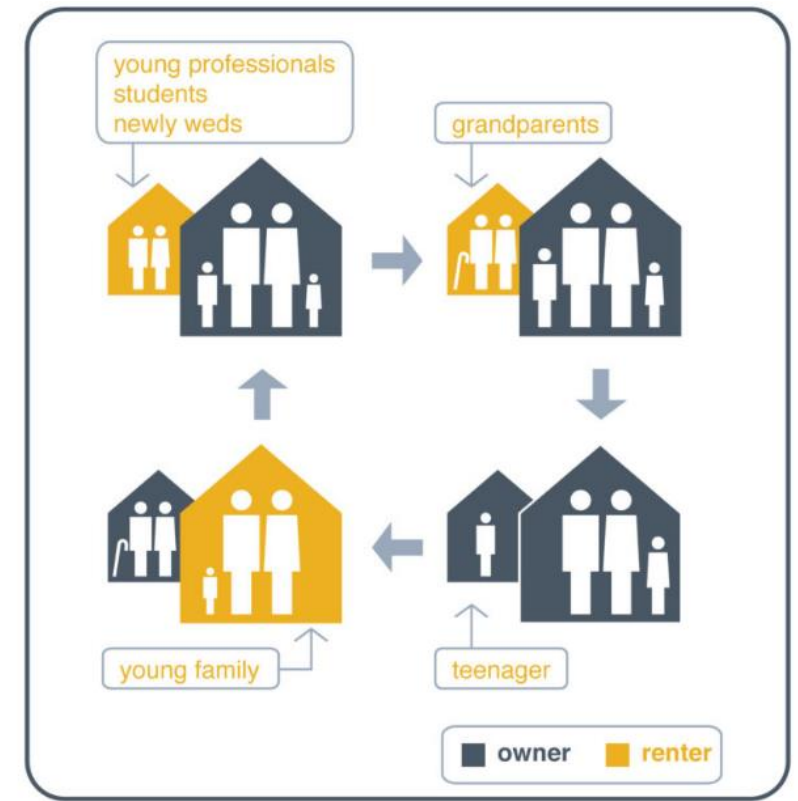 young professionals
students
newly weds
grandparents
young family
teenager
owner
renter